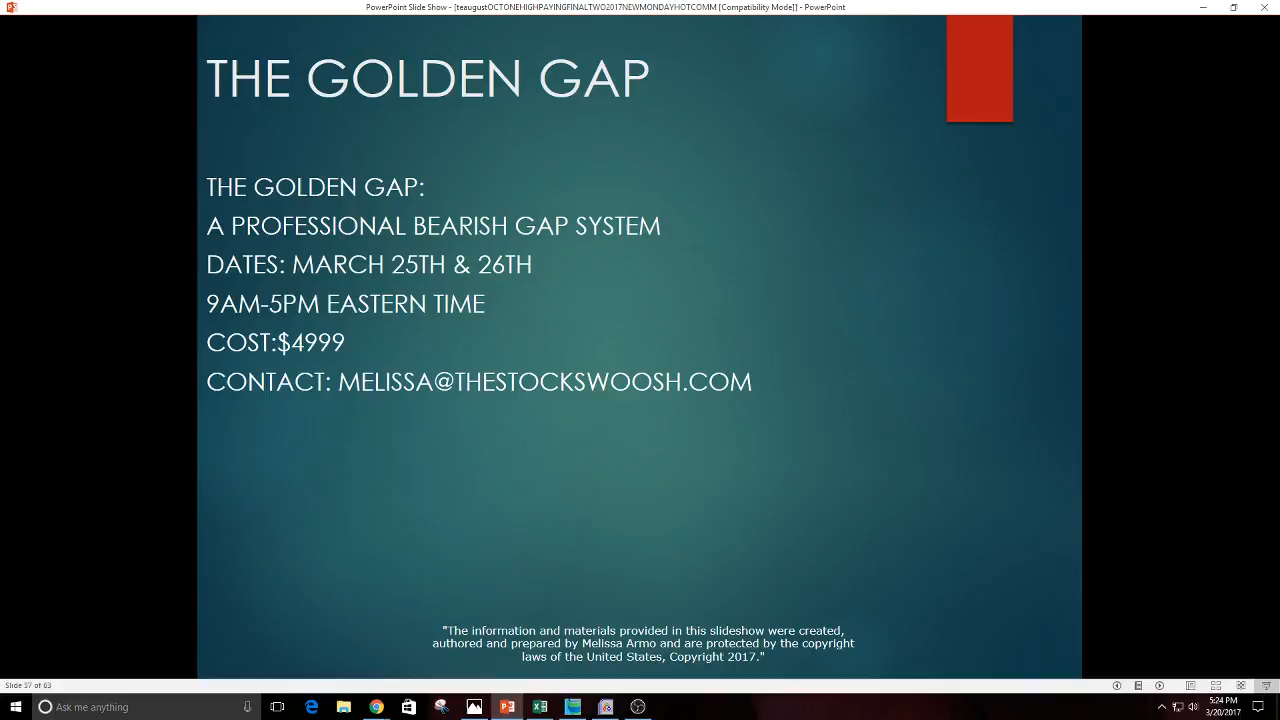 PowerPoint Slide Show - [teaugustOCTONEHIGHPAYINGFINALTWO2017NEWMONDAYHOTCOMM [Compatibility Mode]] - PowerPoint
THE GOLDEN GAP
THE GOLDEN GAP:
A PROFESSIONAL BEARISH GAP SYSTEM
DATES: MARCH 25TH & 26TH
9AM-5PM EASTERN TIME
COST:$4999
CONTACT: MELISSA@THESTOCKSWOOSH.COM
"The information and materials provided in this slideshow were created,
authored and prepared by Melissa Armo and are protected by the copyright
laws of the United States, Copyright 2017."
Slide 57 of 63
Ask me anything
5:24 PM
3/20/2017